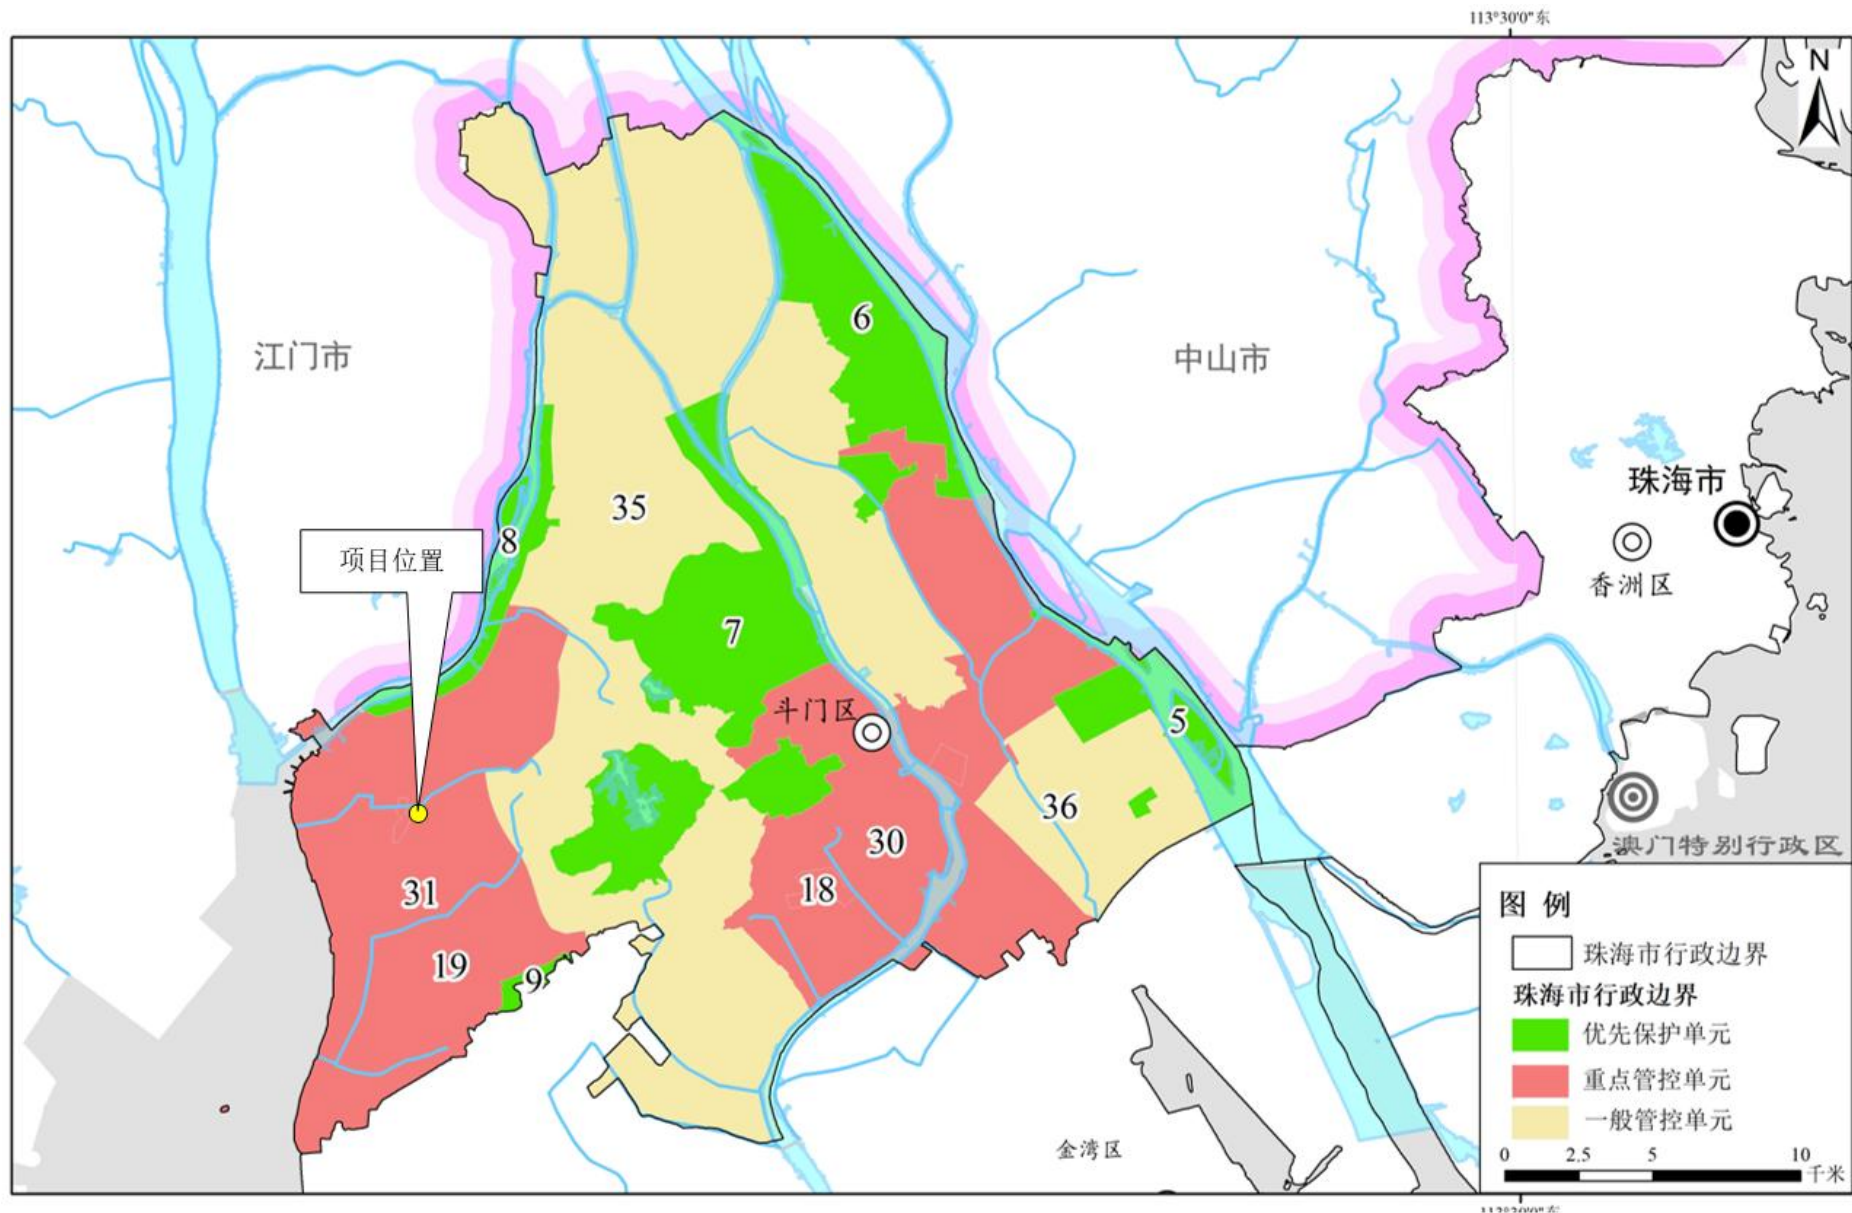 113°30'0"东
N
6
江门市
中山市
珠海市
35
8
项目位置
香洲区
7
斗门区
5
36
30
澳门特别行政区
18
31
19
9
图 例
珠海市行政边界
珠海市行政边界
优先保护单元
重点管控单元
一般管控单元
金湾区
0 2.5 5 10
千米